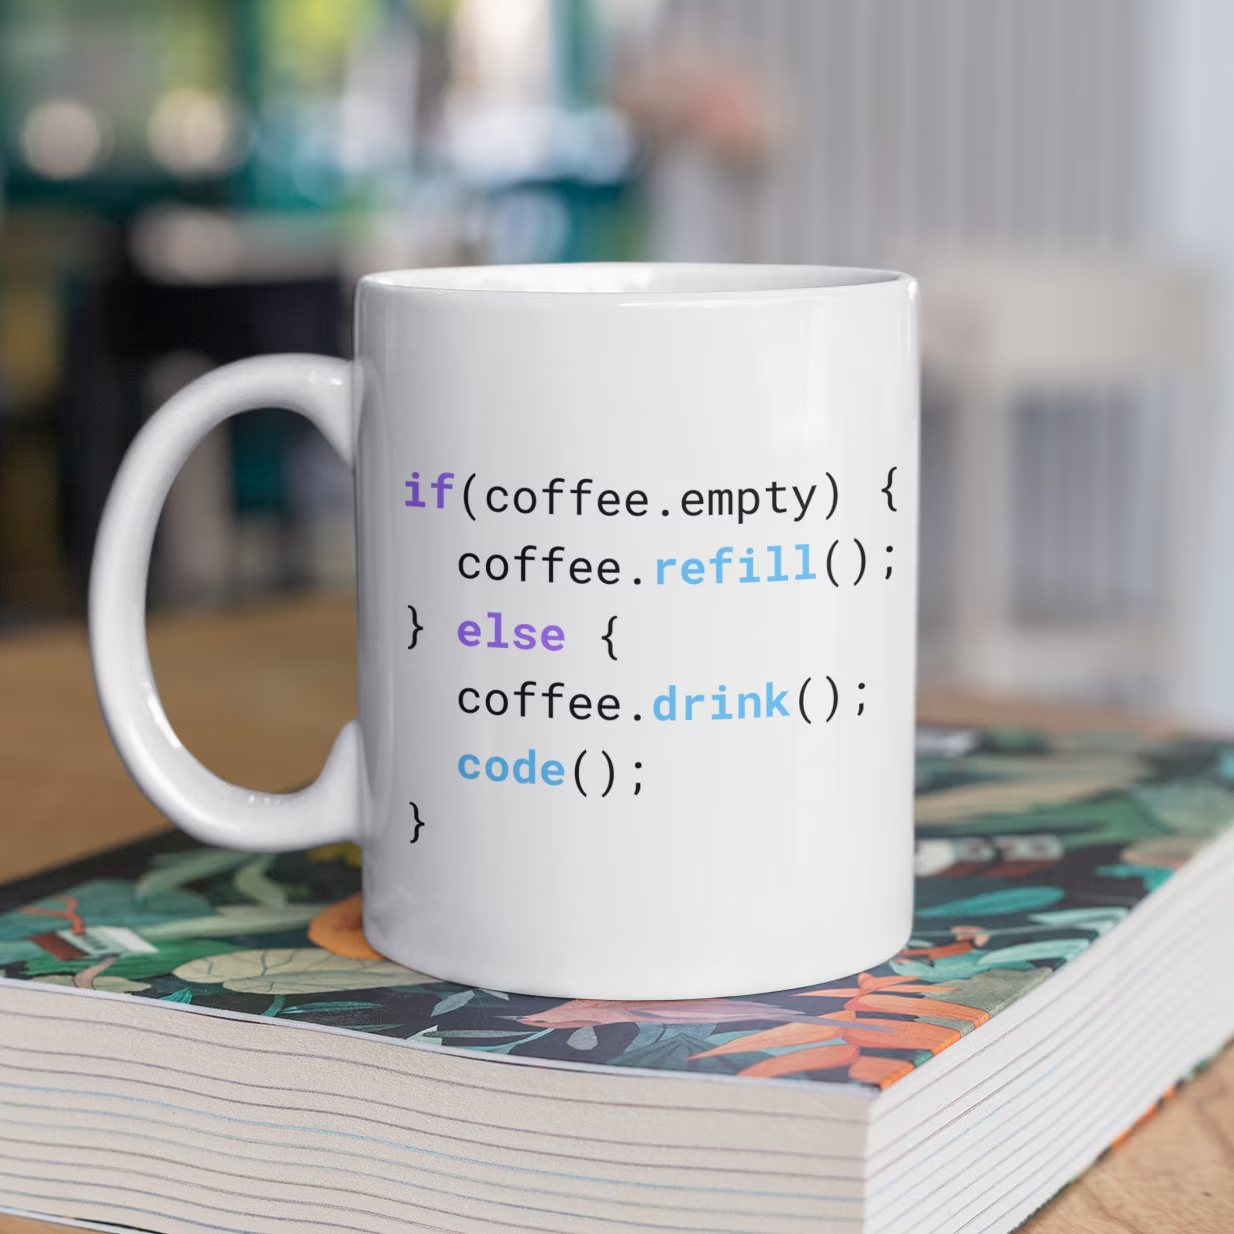 if(coffee.empty) {
  coffee.refill();
} else {
  coffee.drink();
  code();
}